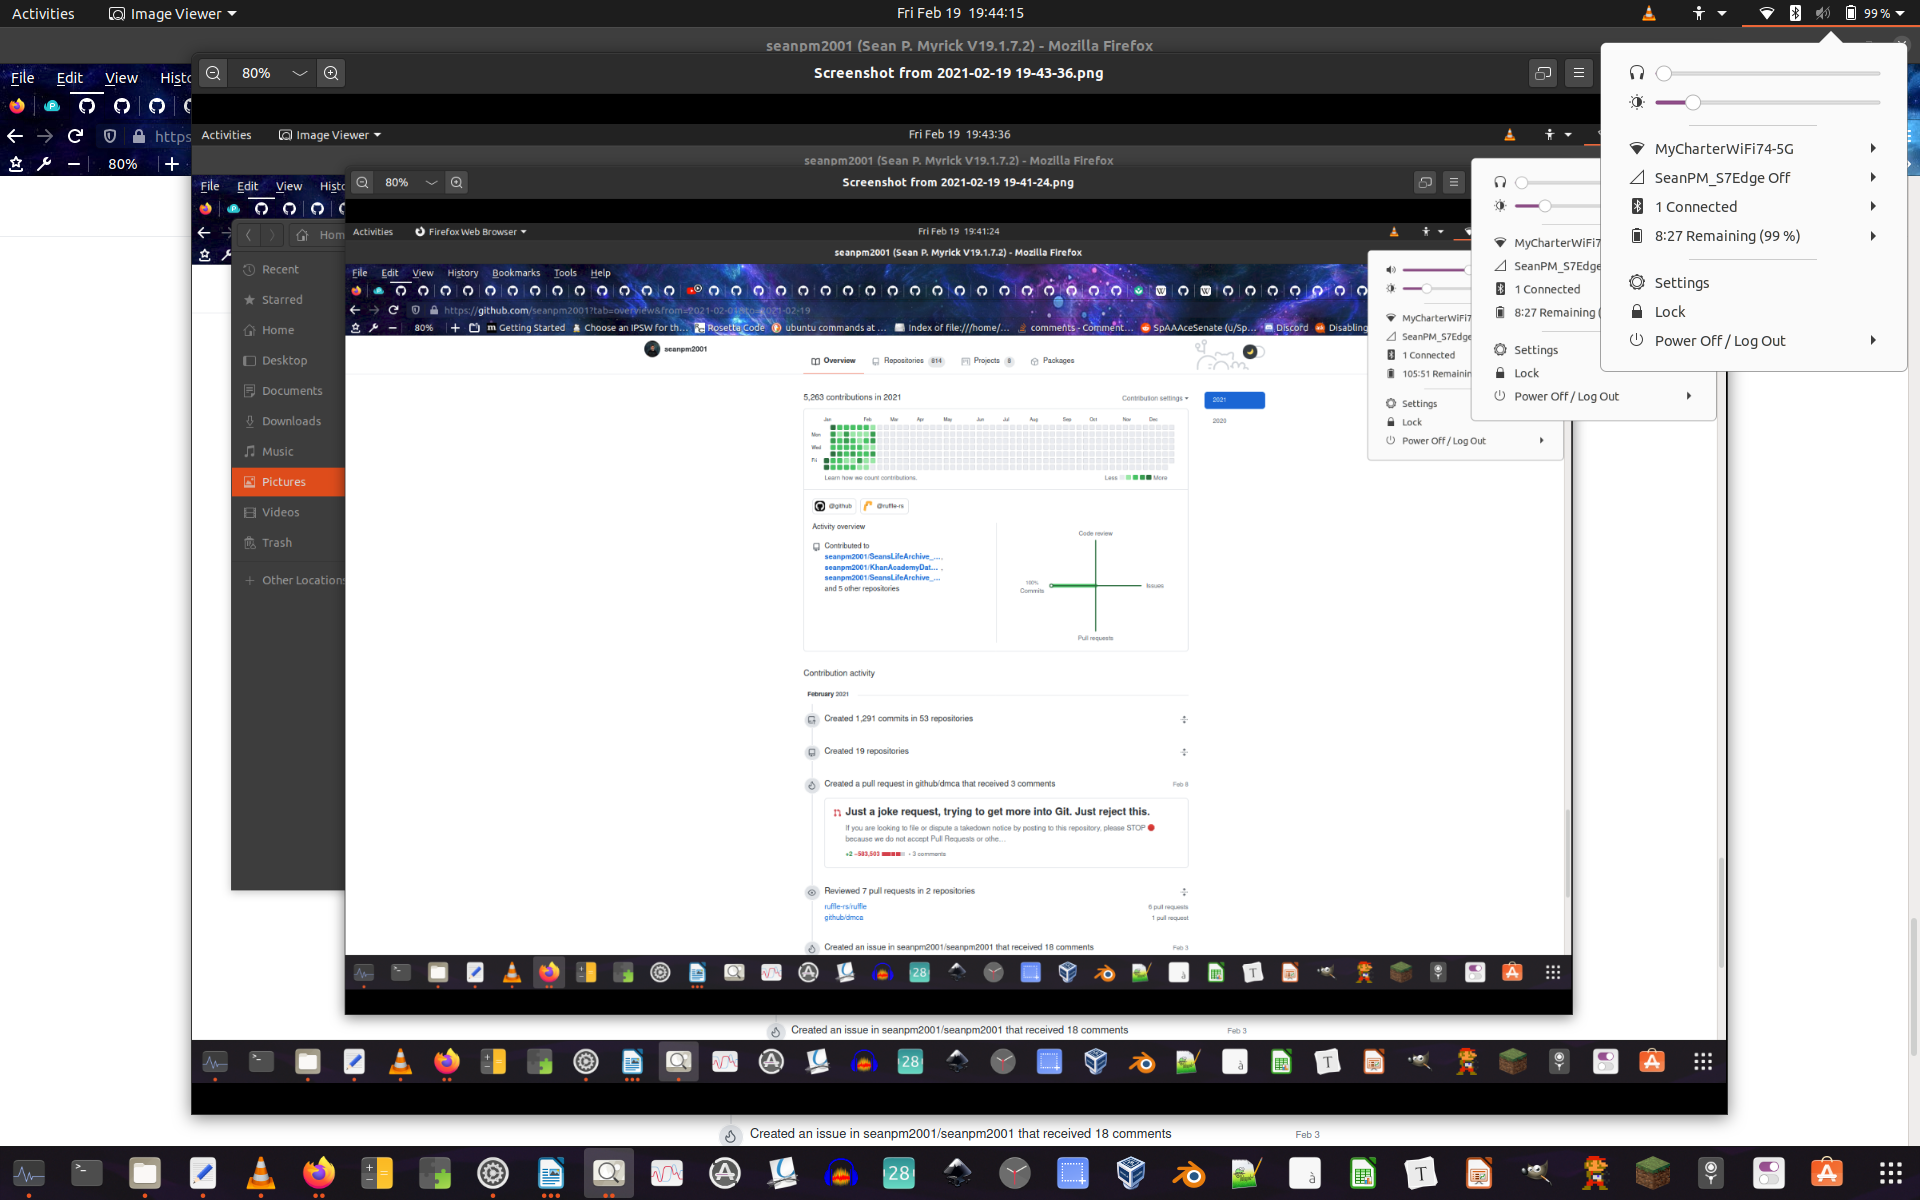 Activities
Image Viewer
Fri Feb 19 19:44:15
99 %
seanpm2001 (Sean P. Myrick V19.1.7.2) - Mozilla Firefox
File Edit View Histo
80%
Screenshot from 2021-02-19 19-43-36.png
https
80%
MyCharterWiFi74-5G
SeanPM_S7Edge Off
1 Connected
8:27 Remaining (99 %)
Settings
Lock
Power Off / Log Out
Activities
Image Viewer
Fri Feb 19 19:43:36
seanpm2001 (Sean P. Myrick V19.1.7.2) - Mozilla Firefox
File Edit View Hist
80%
Screenshot from 2021-02-19 19-41-24.png
MyCharterWiFi7
SeanPM_S7Edge
1 Connected
8:27 Remaining (
Settings
Lock
Power Off / Log Out
Hom
Recent
Starred
Home
Desktop
Documents
Downloads
Music
Pictures
Videos
Trash
Other Locations
Activities
Firefox Web Browser
Fri Feb 19 19:41:24
seanpm2001 (Sean P. Myrick V19.1.7.2) - Mozilla Firefox
File Edit View History Bookmarks Tools Help
https://github.com/seanpm2001?tab=overview&from=2021-02-01&to=2021-02-19
80%
Getting Started
Choose an IPSW for th...
Rosetta Code
ubuntu commands at ...
Index of file:///home/...
comments - Comment...
SpAAAceSenate (u/Sp...
Discord
Disabling
MyCharterWiFi7
SeanPM_S7Edge
1 Connected
105:51 Remainin
Settings
Lock
Power Off / Log Out
seanpm2001
Overview
Repositories 814
Projects 8
Packages
5,263 contributions in 2021
Contribution settings
2021
2020
Jan Feb Mar Apr May Jun Jul Aug Sep Oct Nov Dec
Mon
Wed
Fri
Learn how we count contributions.
Less More
@github
@ruffle-rs
Activity overview
Contributed to
seanpm2001/SeansLifeArchive_...,
seanpm2001/KhanAcademyDat... ,
seanpm2001/SeansLifeArchive_...
and 5 other repositories
Code review
100%
Commits
Issues
Pull requests
Contribution activity
February 2021
Created 1,291 commits in 53 repositories
Created 19 repositories
Created a pull request in github/dmca that received 3 comments
Feb 8
Just a joke request, trying to get more into Git. Just reject this.
If you are looking to file or dispute a takedown notice by posting to this repository, please STOP
because we do not accept Pull Requests or othe...
+2 −583,503 • 3 comments
Reviewed 7 pull requests in 2 repositories
ruffle-rs/ruffle
6 pull requests
github/dmca
1 pull request
Created an issue in seanpm2001/seanpm2001 that received 18 comments
Feb 3
28
Created an issue in seanpm2001/seanpm2001 that received 18 comments
Feb 3
28
Created an issue in seanpm2001/seanpm2001 that received 18 comments
Feb 3
28